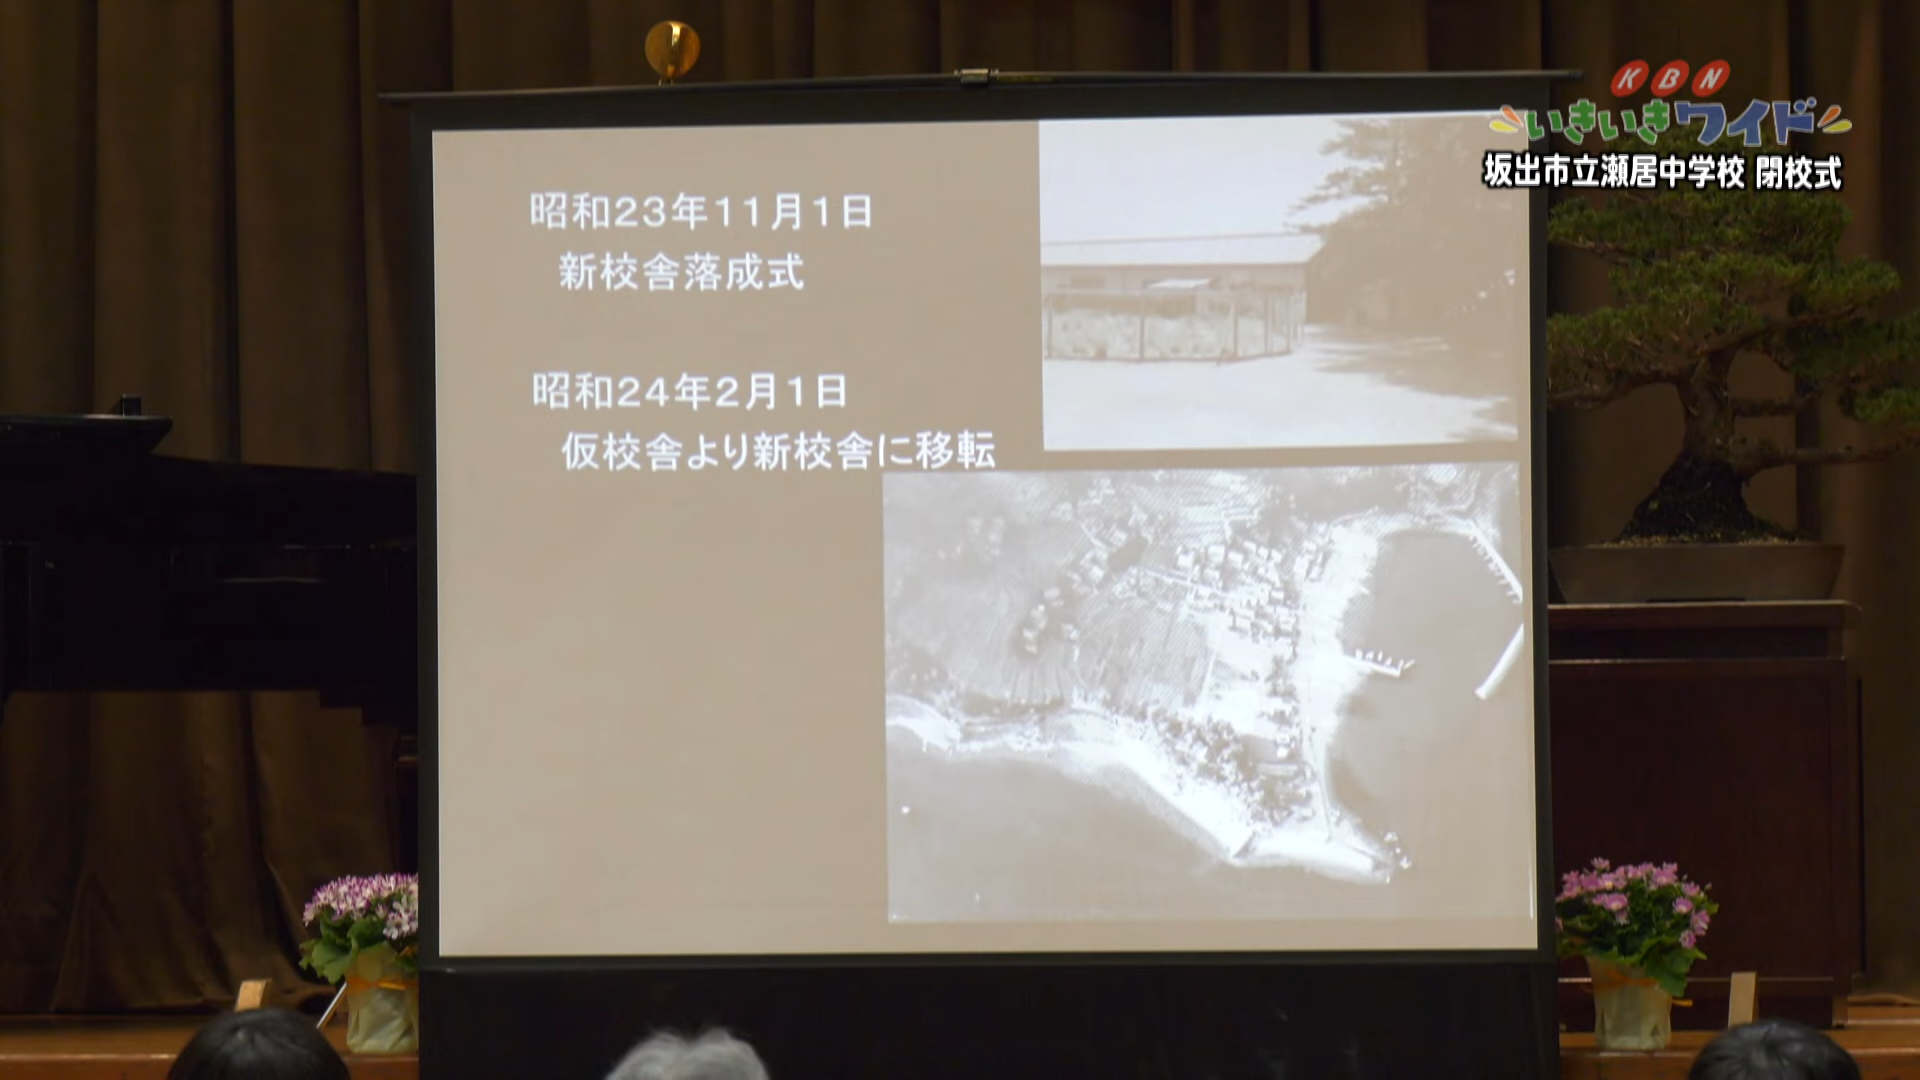 KBN
いきいきワイド
坂出市立瀬居中学校 閉校式
昭和23年11月1日
新校舎落成式
昭和24年2月1日
仮校舎より新校舎に移転